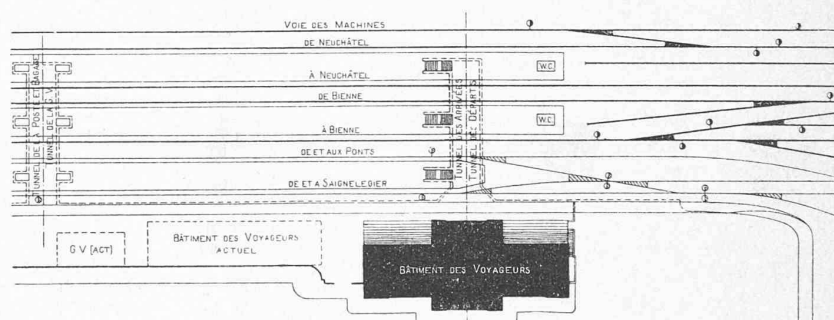 VOIE DES MACHINES
DE NEUCHÂTEL
W.C.
À NEUCHÂTEL
DE BIENNE
W.C.
À BIENNE
DE ET AUX PONTS
DE ET A SAIGNELEGIER
TUNNEL DE LA POSTE ET BAGAGE
TUNNEL DE LA G.V.
TUNNEL DES ARRIVÉES
TUNNEL DES DÉPARTS
G.V. (ACT)
BÂTIMENT DES VOYAGEURS
ACTUEL
BÂTIMENT DES VOYAGEURS